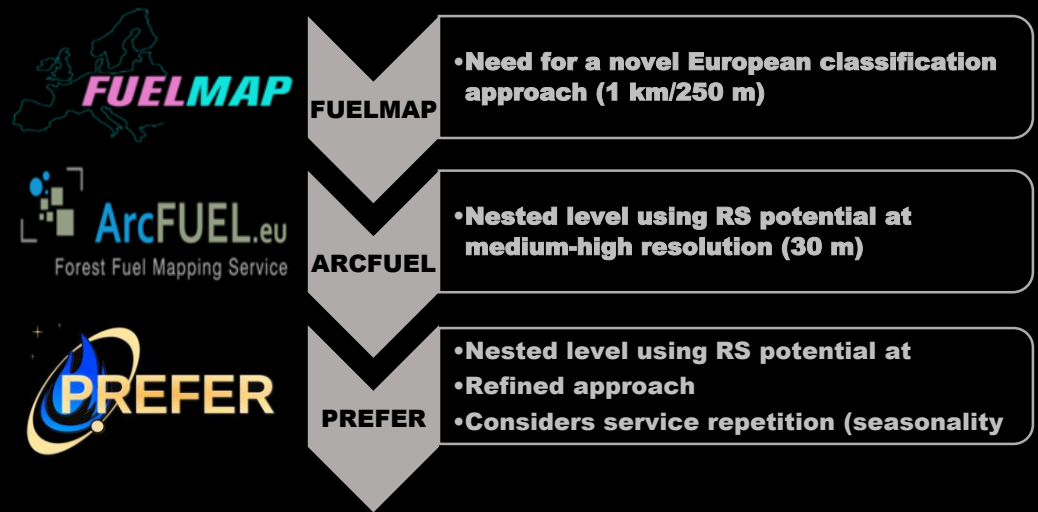 FUELMAP
FUELMAP
•Need for a novel European classification
approach (1 km/250 m)
ArcFUEL.eu
Forest Fuel Mapping Service
ARCFUEL
•Nested level using RS potential at
medium-high resolution (30 m)
PREFER
PREFER
•Nested level using RS potential at
•Refined approach
•Considers service repetition (seasonality